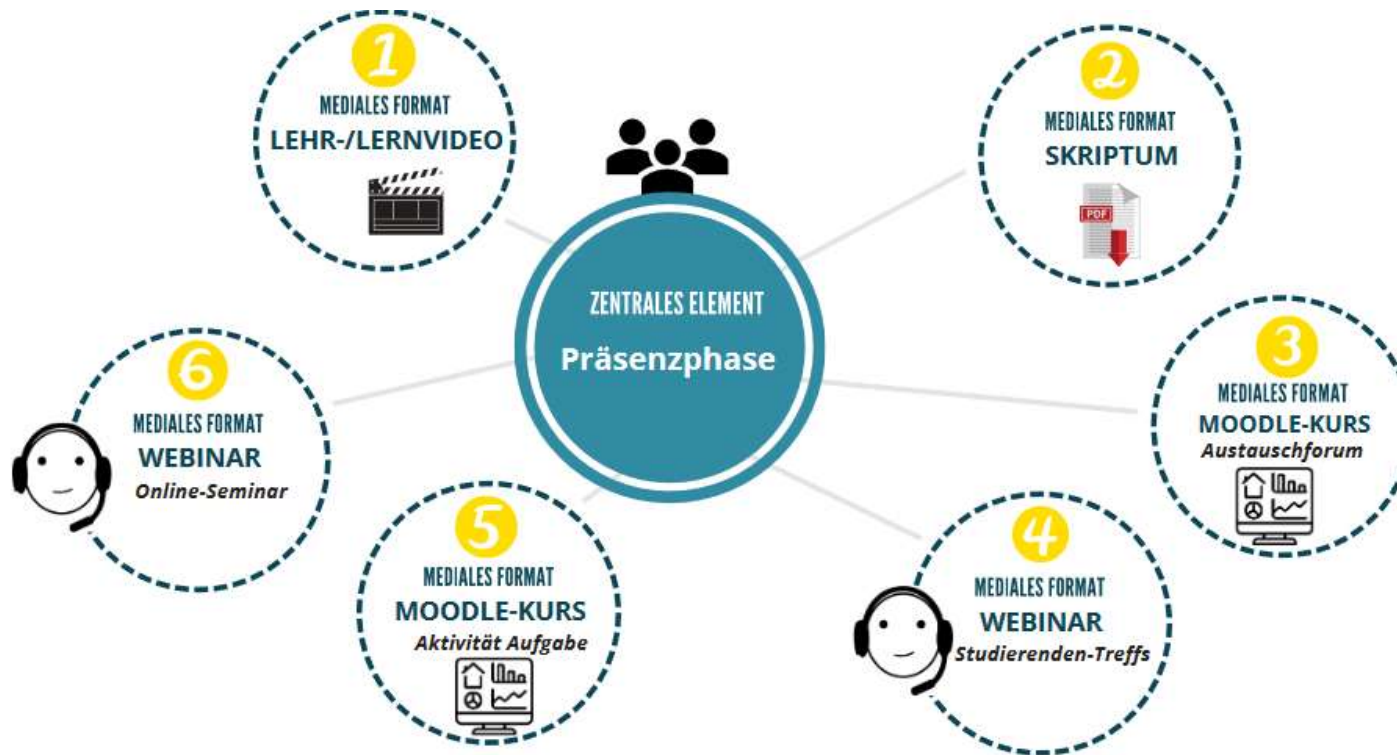 1
MEDIALES FORMAT
LEHR-/LERNVIDEO
2
MEDIALES FORMAT
SKRIPTUM
PDF
ZENTRALES ELEMENT
Präsenzphase
3
MEDIALES FORMAT
MOODLE-KURS
Austauschforum
4
MEDIALES FORMAT
WEBINAR
Studierenden-Treffs
5
MEDIALES FORMAT
MOODLE-KURS
Aktivität Aufgabe
6
MEDIALES FORMAT
WEBINAR
Online-Seminar